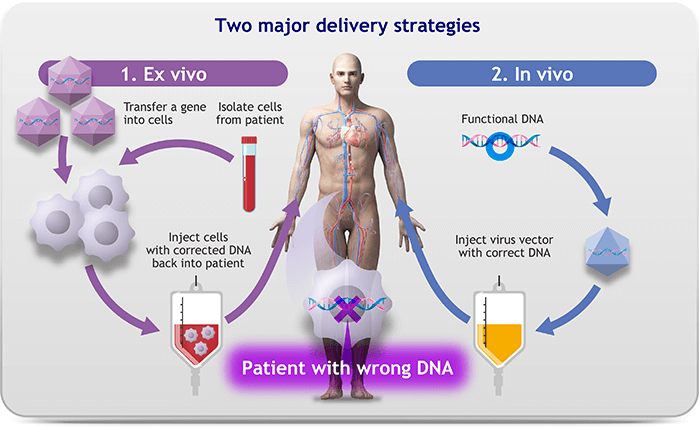 Two major delivery strategies
1. Ex vivo
Transfer a gene
into cells
Isolate cells
from patient
Inject cells
with corrected DNA
back into patient
2. In vivo
Functional DNA
Inject virus vector
with correct DNA
Patient with wrong DNA